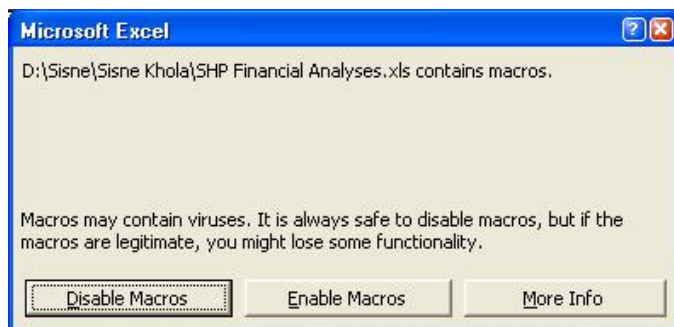 Microsoft Excel
D:\Sisne\Sisne Khola\SHP Financial Analyses.xls contains macros.
Macros may contain viruses. It is always safe to disable macros, but if the
macros are legitimate, you might lose some functionality.
Disable Macros Enable Macros More Info